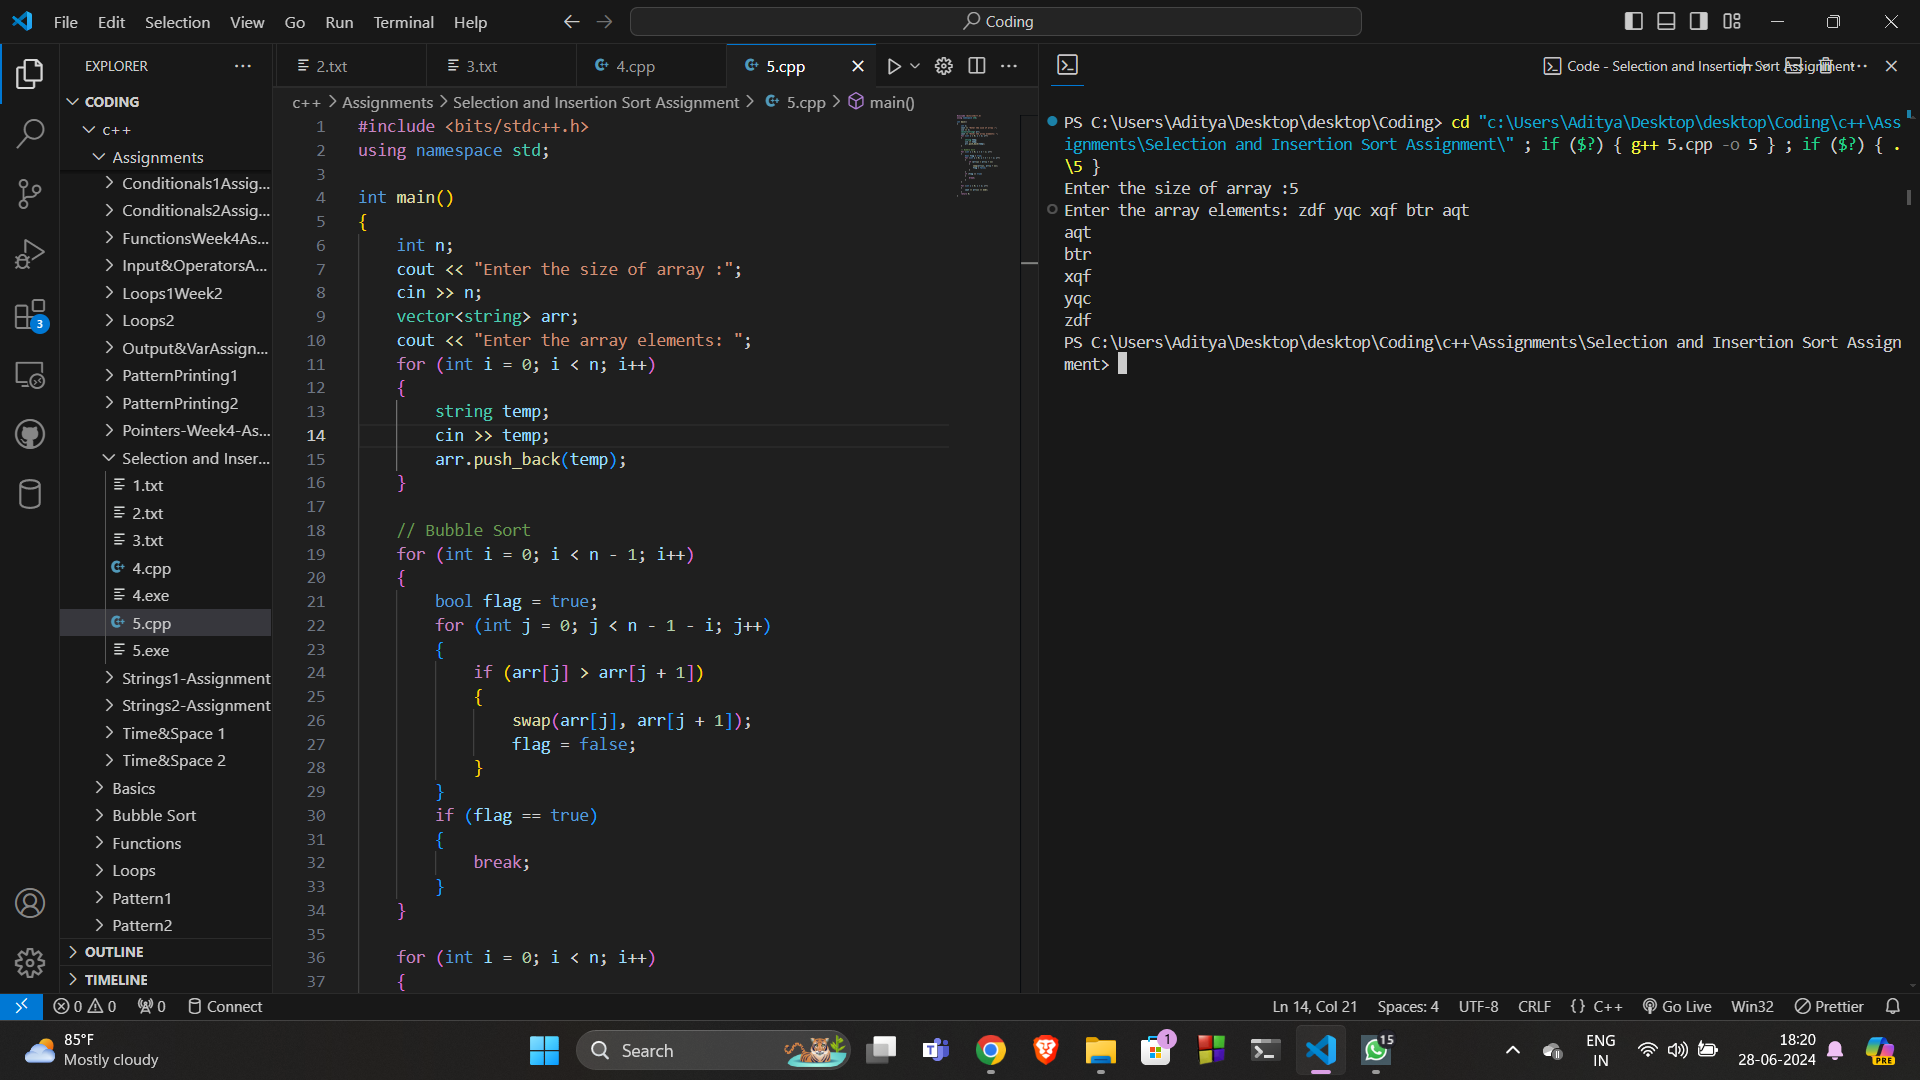 File Edit Selection View Go Run Terminal Help
Coding
EXPLORER
CODING
c++
Assignments
Conditionals1Assig...
Conditionals2Assig...
FunctionsWeek4As...
Input&OperatorsA...
Loops1Week2
Loops2
Output&VarAssign...
PatternPrinting1
PatternPrinting2
Pointers-Week4-As...
Selection and Inser...
1.txt
2.txt
3.txt
4.cpp
4.exe
5.cpp
5.exe
Strings1-Assignment
Strings2-Assignment
Time&Space 1
Time&Space 2
Basics
Bubble Sort
Functions
Loops
Pattern1
Pattern2
OUTLINE
TIMELINE
3
2.txt 3.txt 4.cpp 5.cpp
c++ > Assignments > Selection and Insertion Sort Assignment > 5.cpp > main()
1 #include <bits/stdc++.h>
2 using namespace std;
3
4 int main()
5 {
6 int n;
7 cout << "Enter the size of array :";
8 cin >> n;
9 vector<string> arr;
10 cout << "Enter the array elements: ";
11 for (int i = 0; i < n; i++)
12 {
13 string temp;
14 cin >> temp;
15 arr.push_back(temp);
16 }
17
18 // Bubble Sort
19 for (int i = 0; i < n - 1; i++)
20 {
21 bool flag = true;
22 for (int j = 0; j < n - 1 - i; j++)
23 {
24 if (arr[j] > arr[j + 1])
25 {
26 swap(arr[j], arr[j + 1]);
27 flag = false;
28 }
29 }
30 if (flag == true)
31 {
32 break;
33 }
34 }
35
36 for (int i = 0; i < n; i++)
37 {
Code - Selection and Insertion Sort Assignment
PS C:\Users\Aditya\Desktop\desktop\Coding> cd "c:\Users\Aditya\Desktop\desktop\Coding\c++\Ass
ignments\Selection and Insertion Sort Assignment\" ; if ($?) { g++ 5.cpp -o 5 } ; if ($?) { .
\5 }
Enter the size of array :5
Enter the array elements: zdf yqc xqf btr aqt
aqt
btr
xqf
yqc
zdf
PS C:\Users\Aditya\Desktop\desktop\Coding\c++\Assignments\Selection and Insertion Sort Assign
ment>
0 0 0 Connect
Ln 14, Col 21 Spaces: 4 UTF-8 CRLF {} C++ Go Live Win32 Prettier
85°F
Mostly cloudy
Search
1
15
ENG
IN
18:20
28-06-2024
PRE